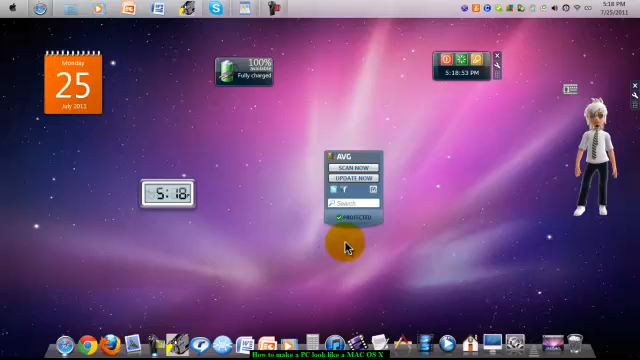 5:18 PM
7/25/2011
Monday
25
July 2011
100%
available
Fully charged
5:18:53 PM
AVG
SCAN NOW
UPDATE NOW
Search
PROTECTED
5:18
How to make a PC look like a MAC OS X